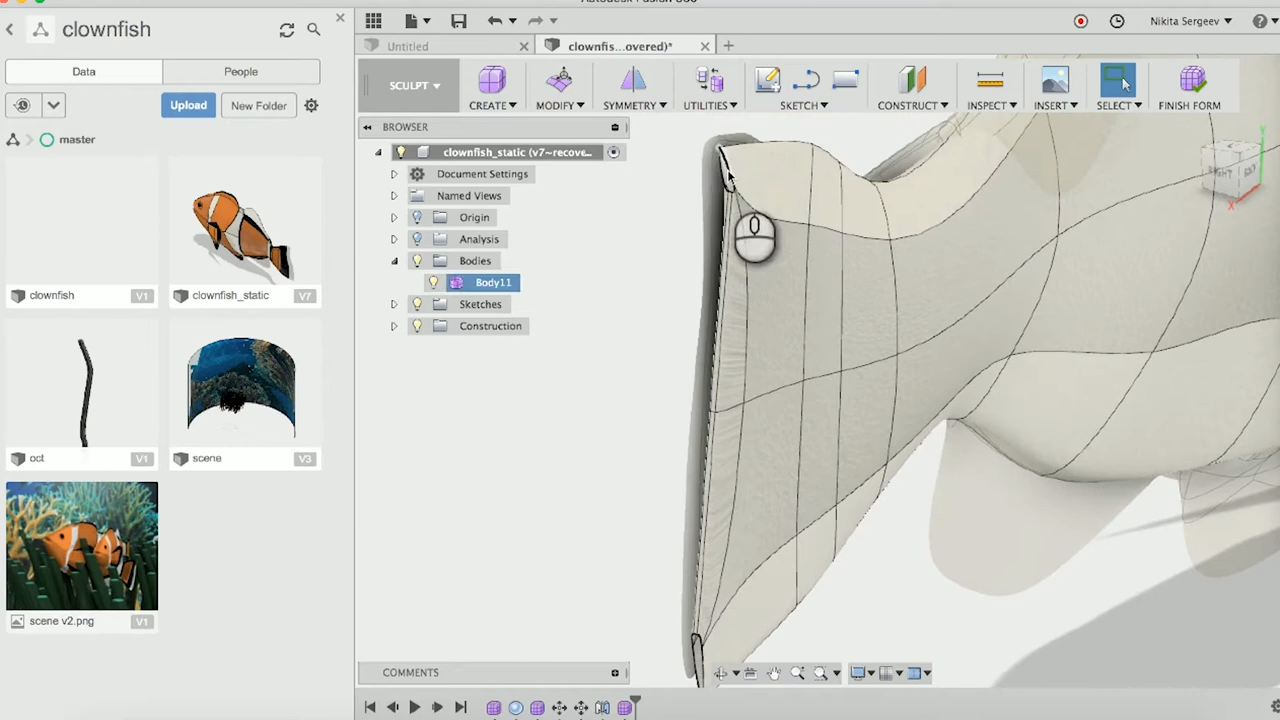 clownfish
Data
People
Upload
New Folder
master
clownfish
V1
clownfish_static
V7
oct
V1
scene
V3
scene v2.png
V1
Nikita Sergeev
Untitled
clownfis...overed)*
SCULPT
CREATE
MODIFY
SYMMETRY
UTILITIES
SKETCH
CONSTRUCT
INSPECT
INSERT
SELECT
FINISH FORM
BROWSER
clownfish_static (v7~recove...
Document Settings
Named Views
Origin
Analysis
Bodies
Body11
Sketches
Construction
RIGHT
COMMENTS